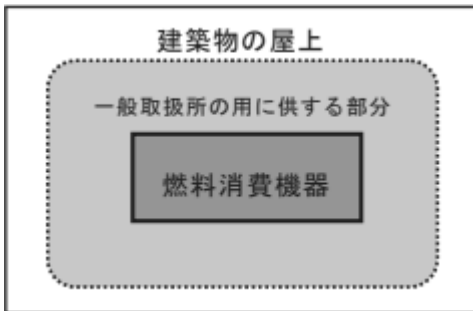 建築物の屋上
一般取扱所の用に供する部分
燃料消費機器